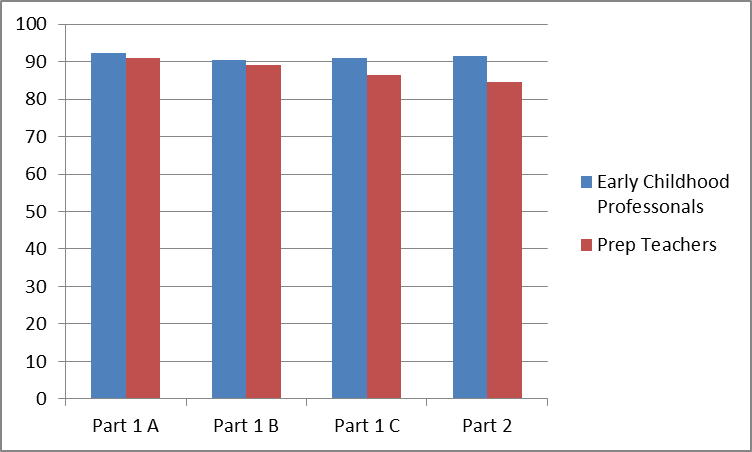 100
90
80
70
60
50
40
30
20
10
0
Part 1 A
Part 1 B
Part 1 C
Part 2
Early Childhood
Professonals
Prep Teachers